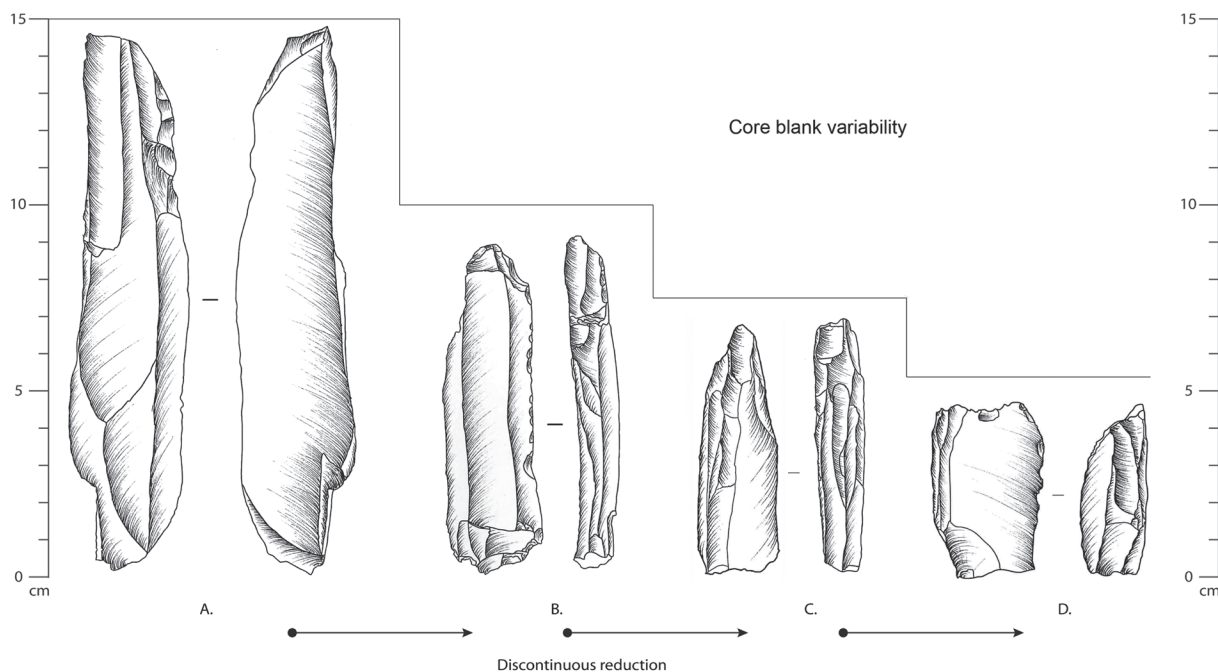 15
10
5
0
cm
Core blank variability
15
10
5
0
cm
A.
B.
C.
D.
Discontinuous reduction